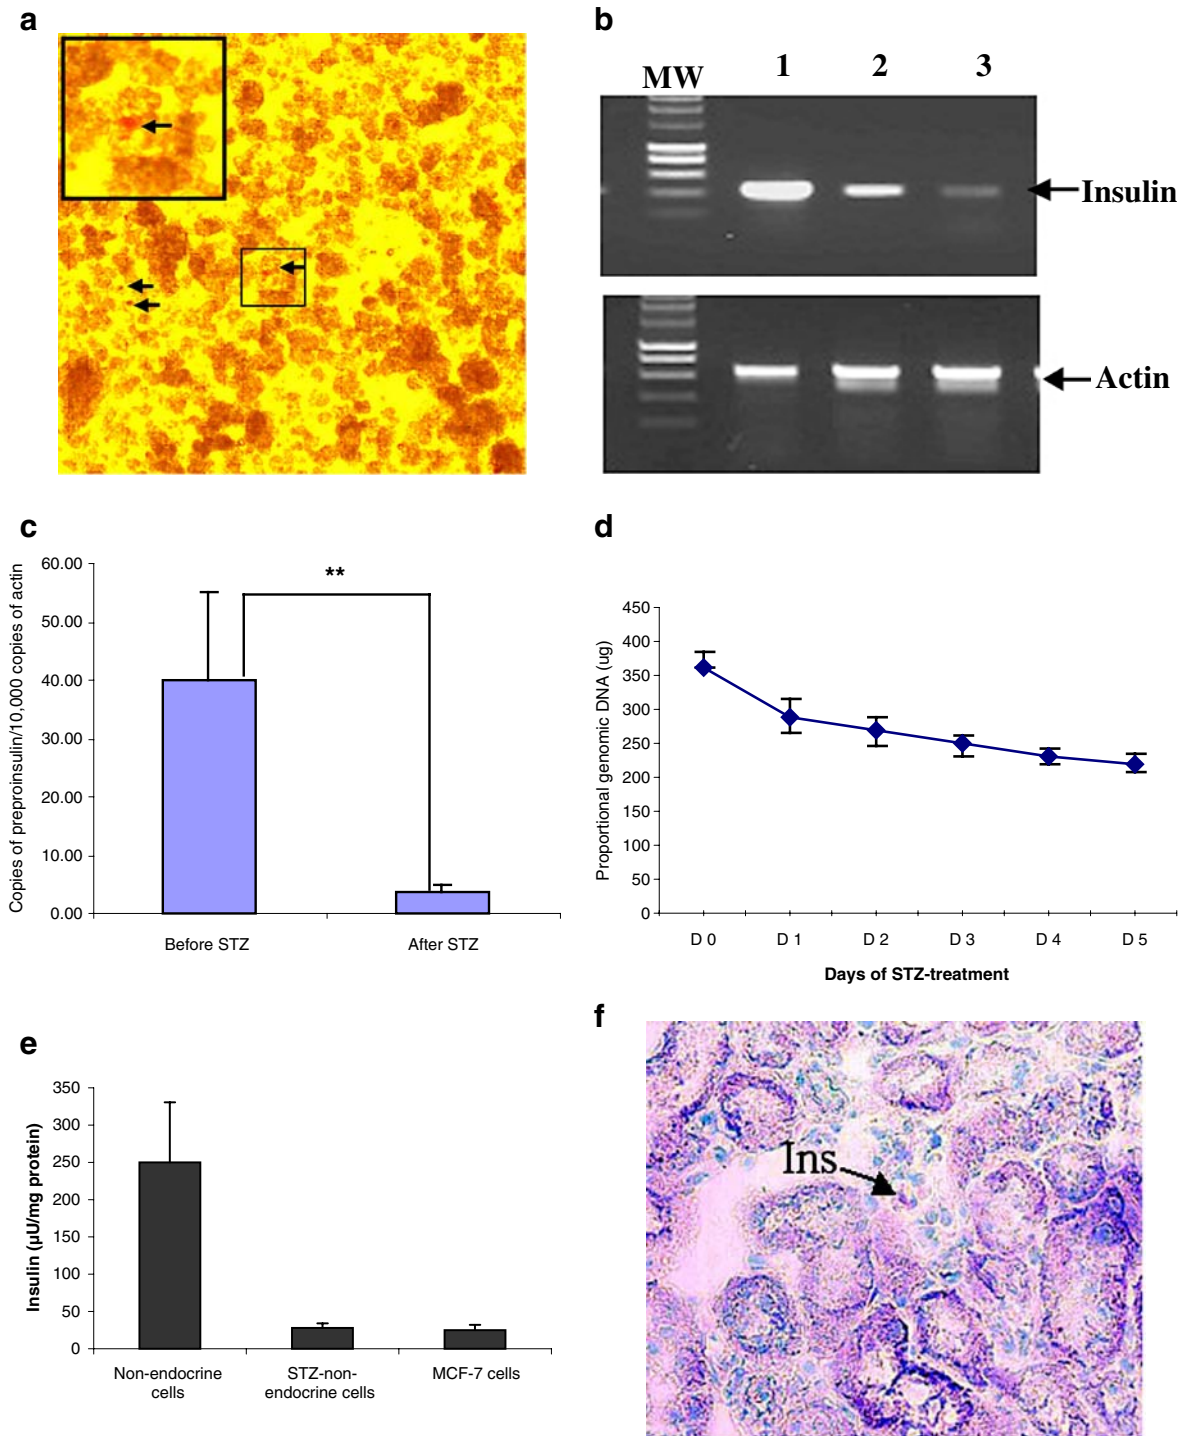 a
b
MW
1
2
3
Insulin
Actin
c
Copies of preproinsulin/10,000 copies of actin
60.00
50.00
40.00
30.00
20.00
10.00
0.00
**
Before STZ
After STZ
d
Proportional genomic DNA (ug)
450
400
350
300
250
200
150
100
50
0
D 0
D 1
D 2
D 3
D 4
D 5
Days of STZ-treatment
e
Insulin (µU/mg protein)
350
300
250
200
150
100
50
0
Non-endocrine
cells
STZ-non-
endocrine cells
MCF-7 cells
f
Ins